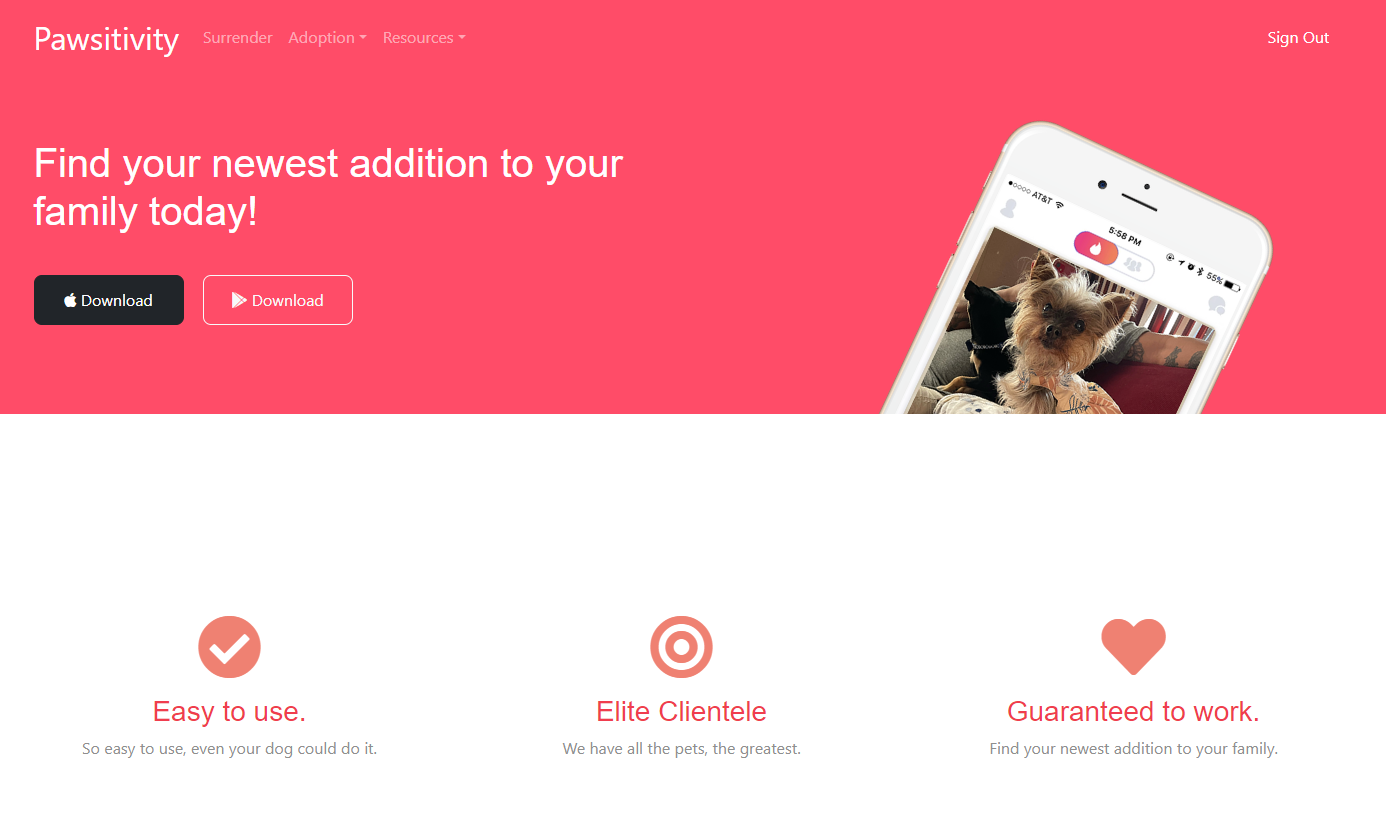 Pawsitivity
Surrender
Adoption
Resources
Sign Out
Find your newest addition to your
family today!
Download
Download
AT&T
5:58 PM
55%
Easy to use.
So easy to use, even your dog could do it.
Elite Clientele
We have all the pets, the greatest.
Guaranteed to work.
Find your newest addition to your family.